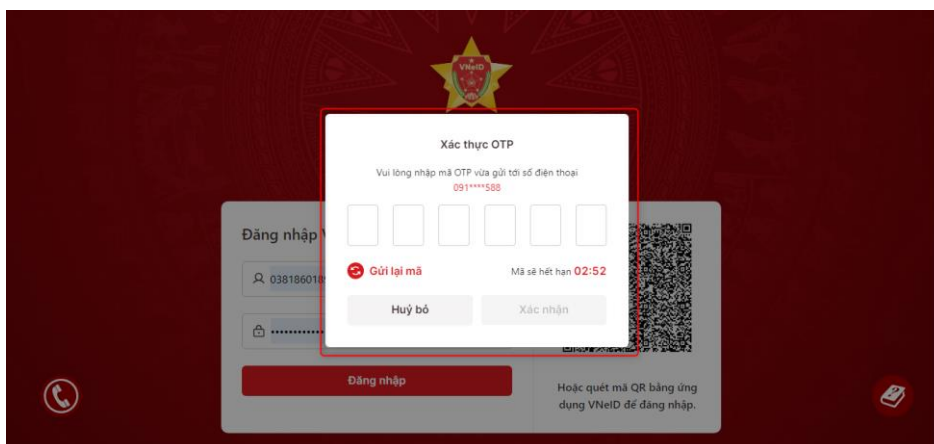 VNeID
Xác thực OTP
Vui lòng nhập mã OTP vừa gửi tới số điện thoại
091****588
Đăng nhập V
0381860189
Gửi lại mã
Mã sẽ hết hạn 02:52
Huỷ bỏ
Xác nhận
Đăng nhập
Hoặc quét mã QR bằng ứng
dụng VNeID để đăng nhập.